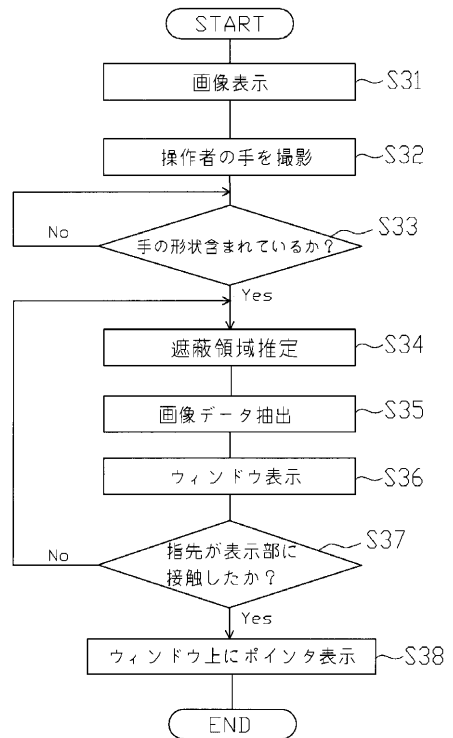 START
画像表示
S31
操作者の手を撮影
S32
手の形状含まれているか?
S33
No
Yes
遮蔽領域推定
S34
画像データ抽出
S35
ウィンドウ表示
S36
指先が表示部に
接触したか?
S37
No
Yes
ウィンドウ上にポインタ表示
S38
END